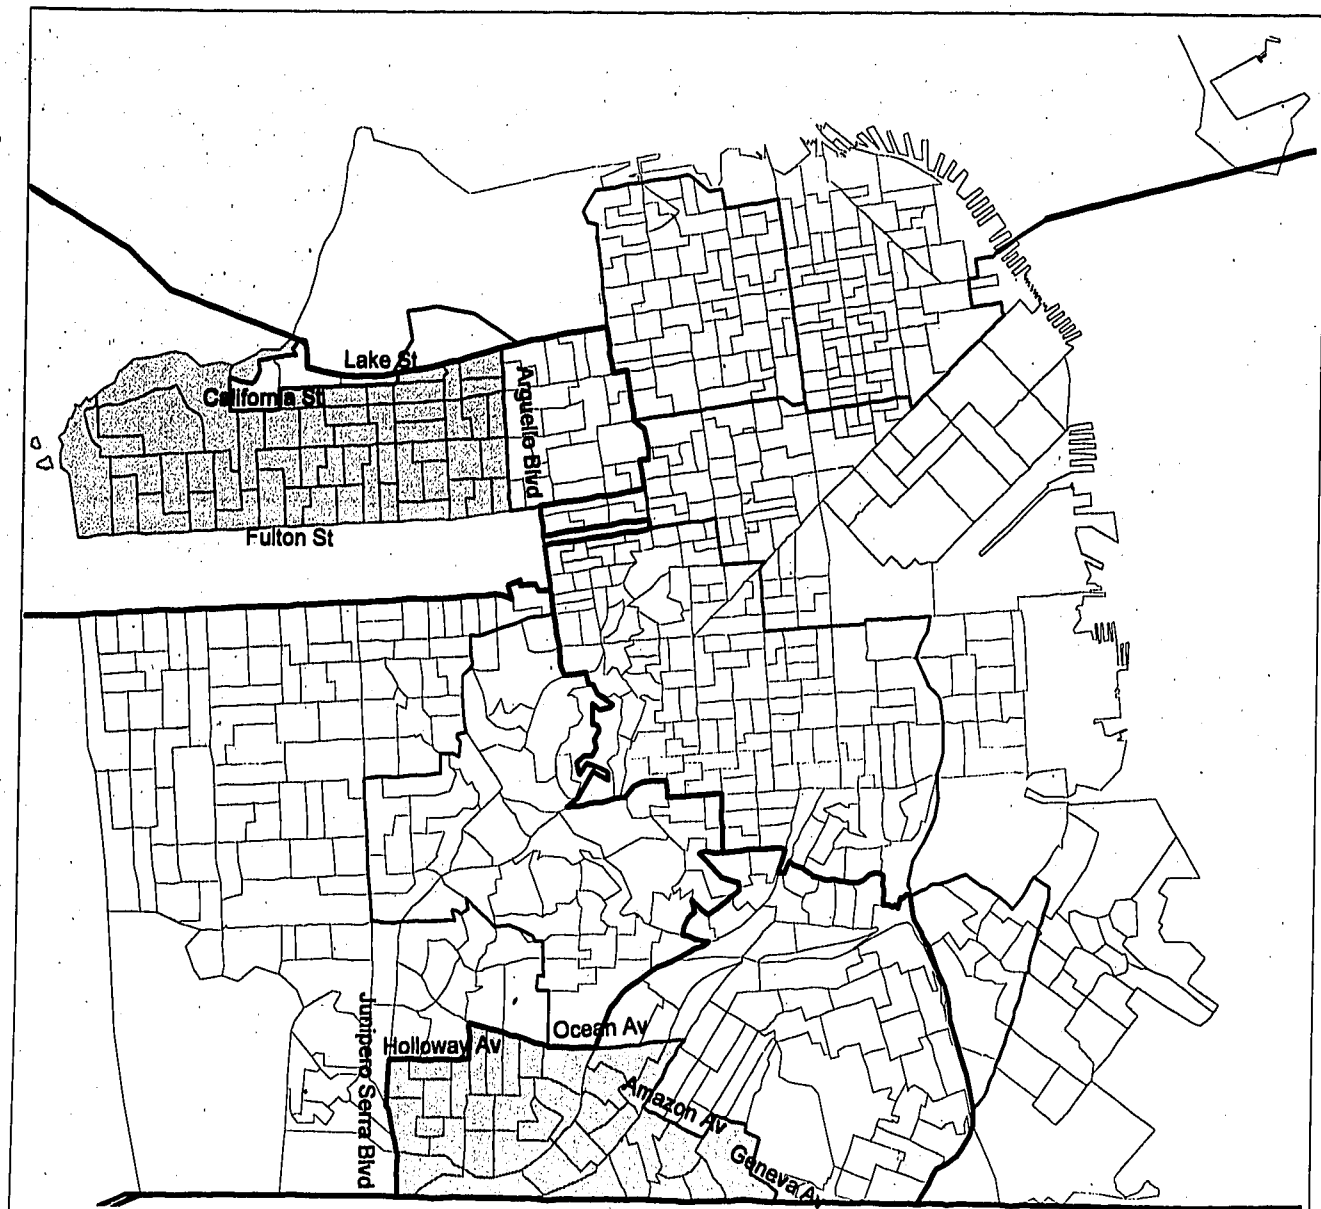 Lake St
California St
Arguello Blvd
Fulton St
Junipero Serra Blvd
Holloway Av
Ocean Av
Amazon Av
Geneva Av